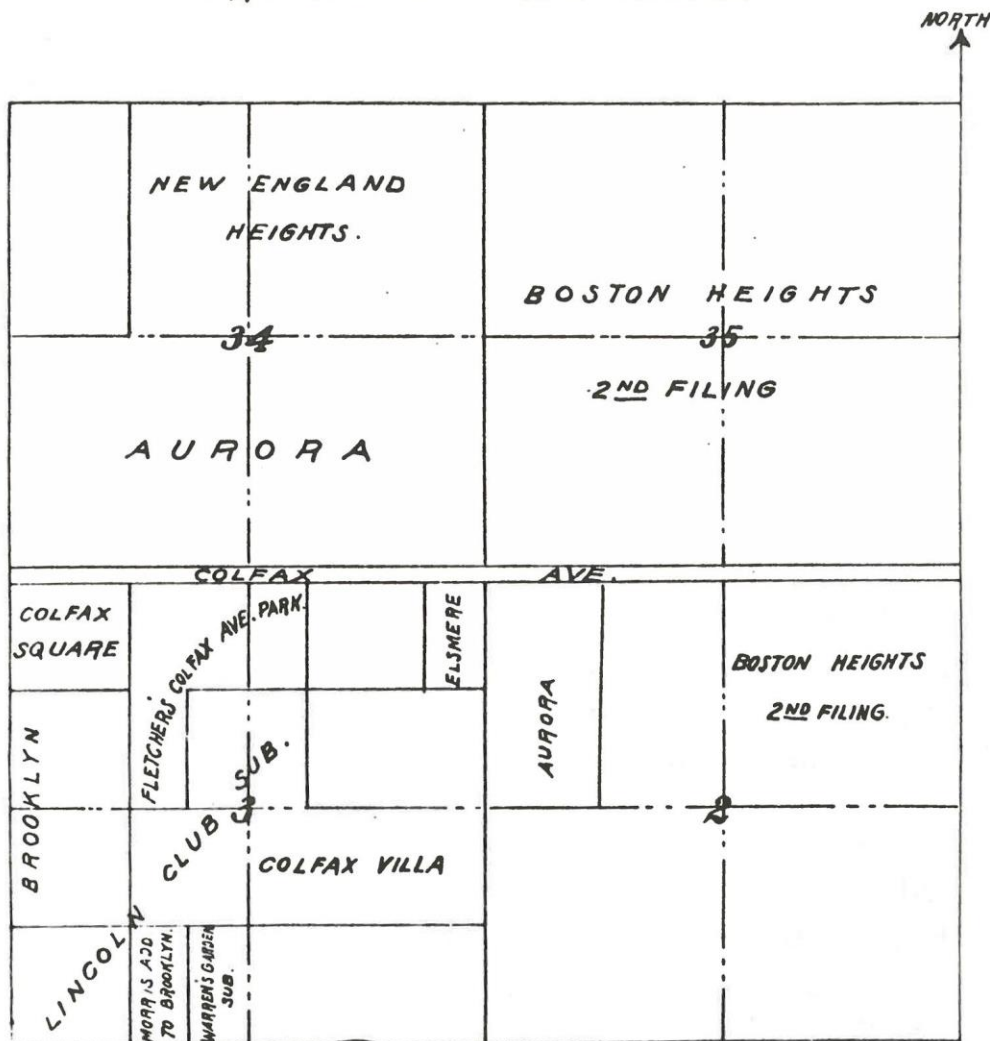 NORTH
NEW ENGLAND
HEIGHTS.
BOSTON HEIGHTS
34
35
2ND FILING
AURORA
COLFAX AVE.
COLFAX
SQUARE
FLETCHERS' COLFAX AVE. PARK.
ELSMERE
AURORA
BOSTON HEIGHTS
2ND FILING.
BROOKLYN
LINCOLN CLUB SUB.
3
2
COLFAX VILLA
MORRIS ADD
TO BROOKLYN.
WARREN'S GARDEN
SUB.